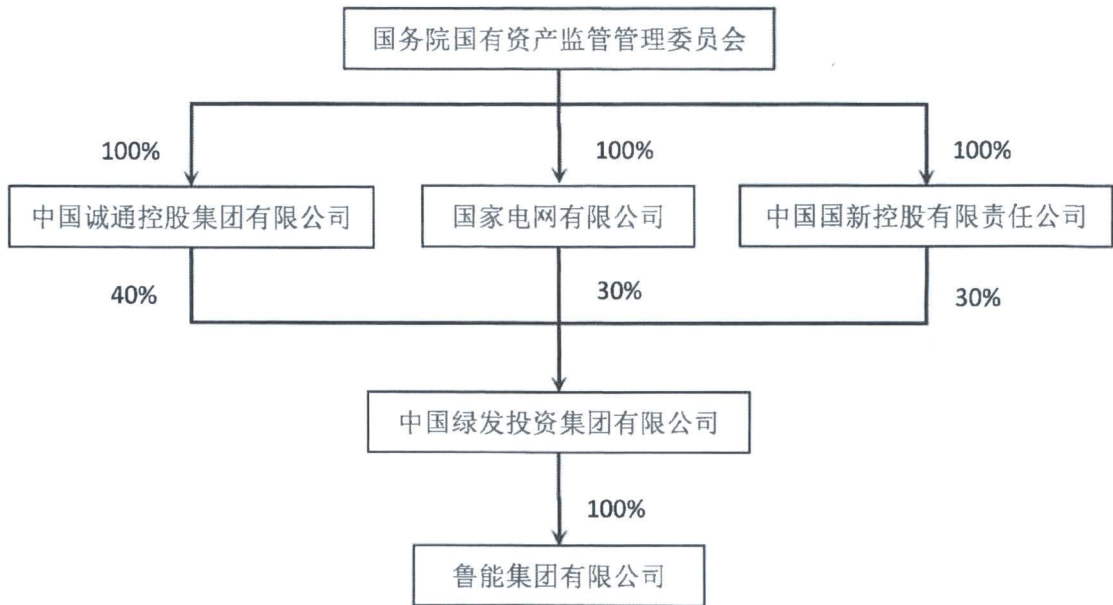 国务院国有资产监管管理委员会
100%
100%
100%
中国诚通控股集团有限公司
国家电网有限公司
中国国新控股有限责任公司
40%
30%
30%
中国绿发投资集团有限公司
100%
鲁能集团有限公司